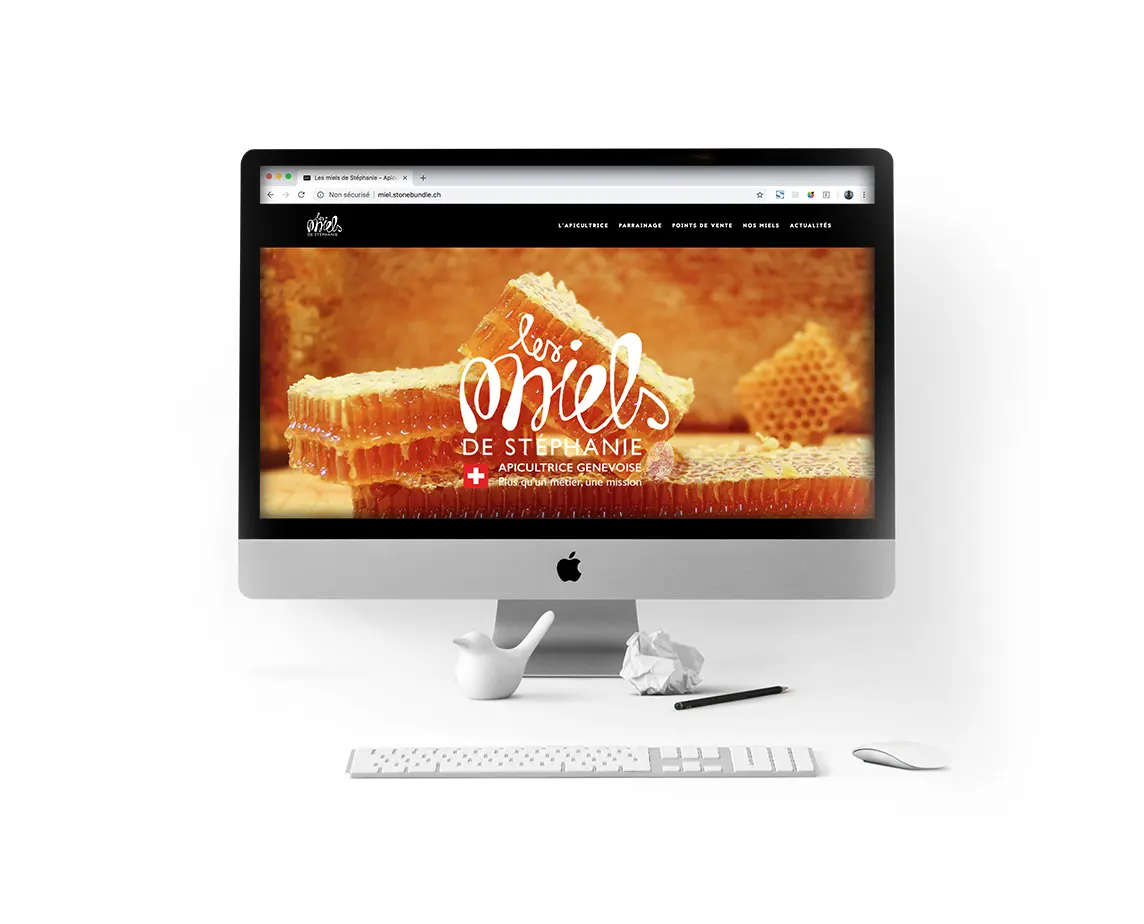 Les miels de Stéphanie – Apic
Non sécurisé | miel.stonebundle.ch
les
miels
DE STÉPHANIE
L'APICULTRICE PARRAINAGE POINTS DE VENTE NOS MIELS ACTUALITÉS
les
miels
DE STÉPHANIE
APICULTRICE GENEVOISE
Plus qu'un métier, une mission